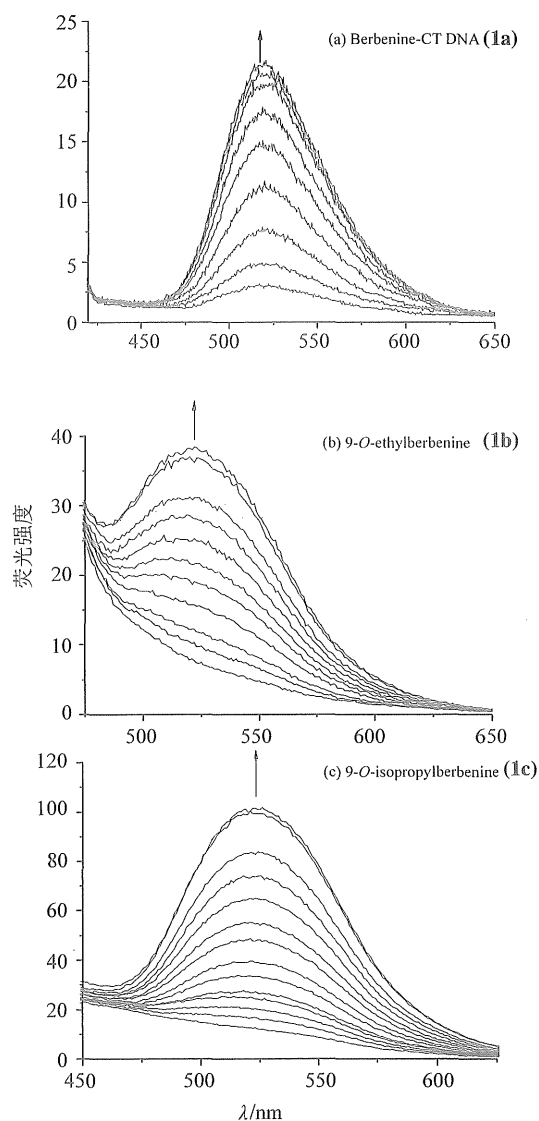 25
(a) Berbenine-CT DNA (1a)
20
15
10
5
0
450 500 550 600 650
40
(b) 9-O-ethylberbenine (1b)
30
荧光强度
20
10
0
500 550 600 650
120
(c) 9-O-isopropylberbenine (1c)
100
80
60
40
20
0
450 500 550 600
λ/nm